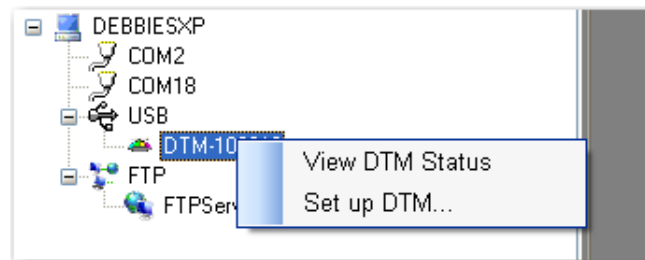 DEBBIESXP
COM2
COM18
USB
View DTM Status
FTP
Set up DTM...